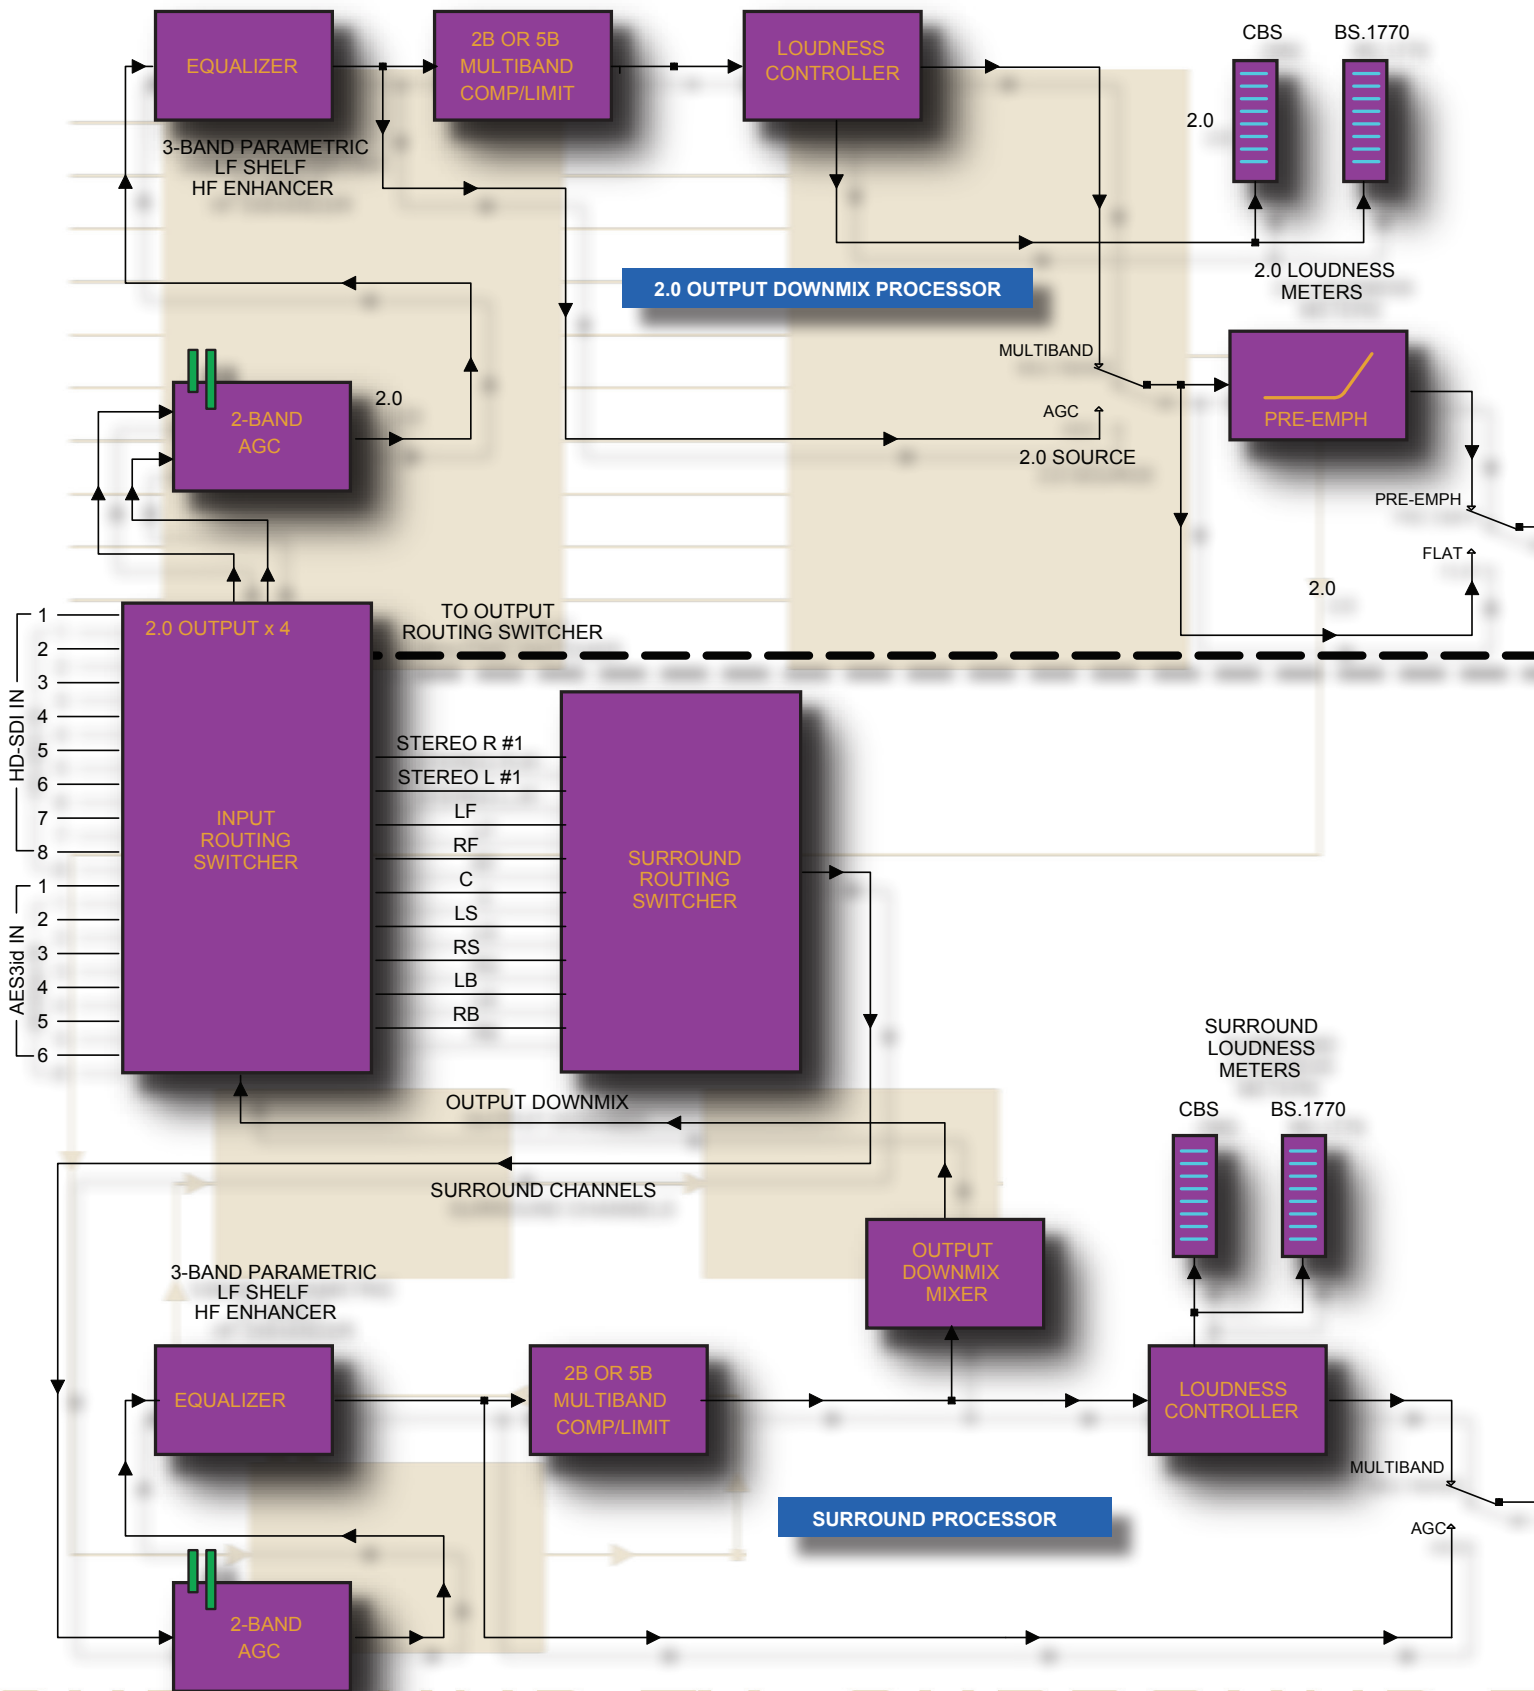 CBS
BS.1770
EQUALIZER
2B OR 5B
MULTIBAND
COMP/LIMIT
LOUDNESS
CONTROLLER
2.0
3-BAND PARAMETRIC
LF SHELF
HF ENHANCER
2.0 OUTPUT DOWNMIX PROCESSOR
2.0 LOUDNESS
METERS
MULTIBAND
AGC
2.0 SOURCE
PRE-EMPH
2.0
2-BAND
AGC
PRE-EMPH
FLAT
2.0
TO OUTPUT
ROUTING SWITCHER
2.0 OUTPUT x 4
HD-SDI IN
1
2
3
4
5
6
7
8
AES3id IN
1
2
3
4
5
6
INPUT
ROUTING
SWITCHER
STEREO R #1
STEREO L #1
LF
RF
C
LS
RS
LB
RB
SURROUND
ROUTING
SWITCHER
OUTPUT DOWNMIX
SURROUND CHANNELS
SURROUND
LOUDNESS
METERS
CBS
BS.1770
OUTPUT
DOWNMIX
MIXER
3-BAND PARAMETRIC
LF SHELF
HF ENHANCER
EQUALIZER
2B OR 5B
MULTIBAND
COMP/LIMIT
LOUDNESS
CONTROLLER
MULTIBAND
AGC
SURROUND PROCESSOR
2-BAND
AGC